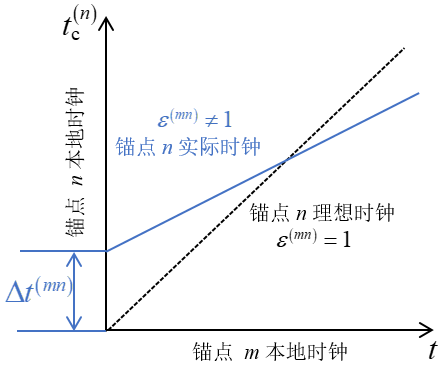 t_c^(n)
锚点 n 本地时钟
ε^(mn) ≠ 1
锚点 n 实际时钟
锚点 n 理想时钟
ε^(mn) = 1
Δt^(mn)
锚点 m 本地时钟
t